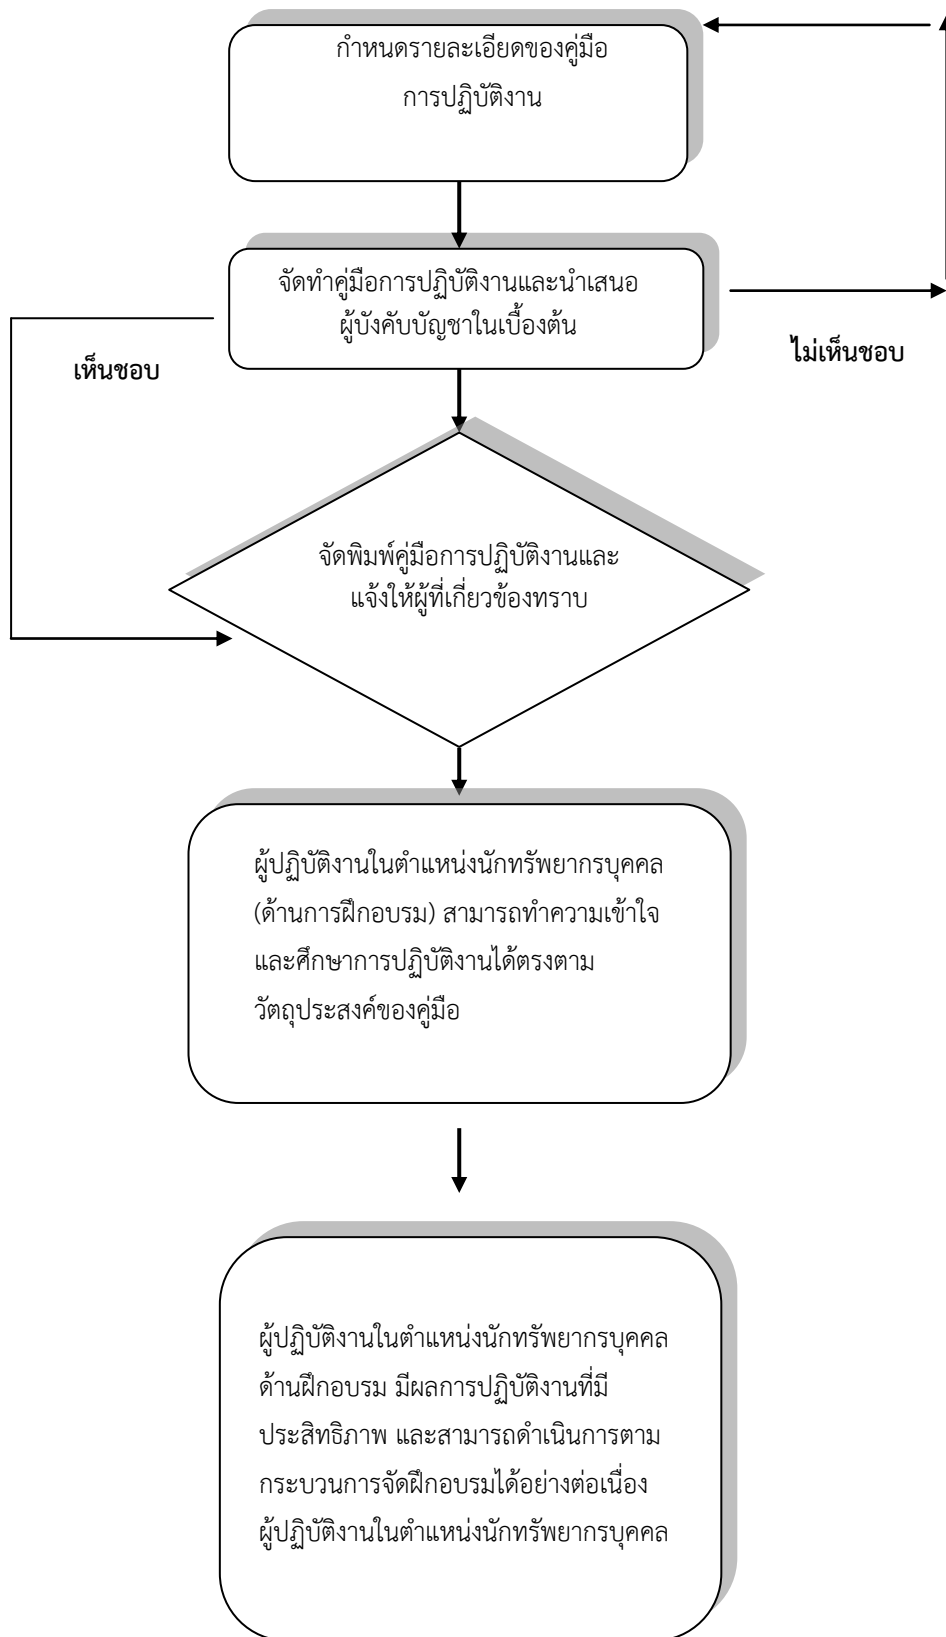 กำหนดรายละเอียดของคู่มือ
การปฏิบัติงาน
จัดทำคู่มือการปฏิบัติงานและนำเสนอ
ผู้บังคับบัญชาในเบื้องต้น
เห็นชอบ
ไม่เห็นชอบ
จัดพิมพ์คู่มือการปฏิบัติงานและ
แจ้งให้ผู้ที่เกี่ยวข้องทราบ
ผู้ปฏิบัติงานในตำแหน่งนักทรัพยากรบุคคล
(ด้านการฝึกอบรม) สามารถทำความเข้าใจ
และศึกษาการปฏิบัติงานได้ตรงตาม
วัตถุประสงค์ของคู่มือ
ผู้ปฏิบัติงานในตำแหน่งนักทรัพยากรบุคคล
ด้านฝึกอบรม มีผลการปฏิบัติงานที่มี
ประสิทธิภาพ และสามารถดำเนินการตาม
กระบวนการจัดฝึกอบรมได้อย่างต่อเนื่อง
ผู้ปฏิบัติงานในตำแหน่งนักทรัพยากรบุคคล